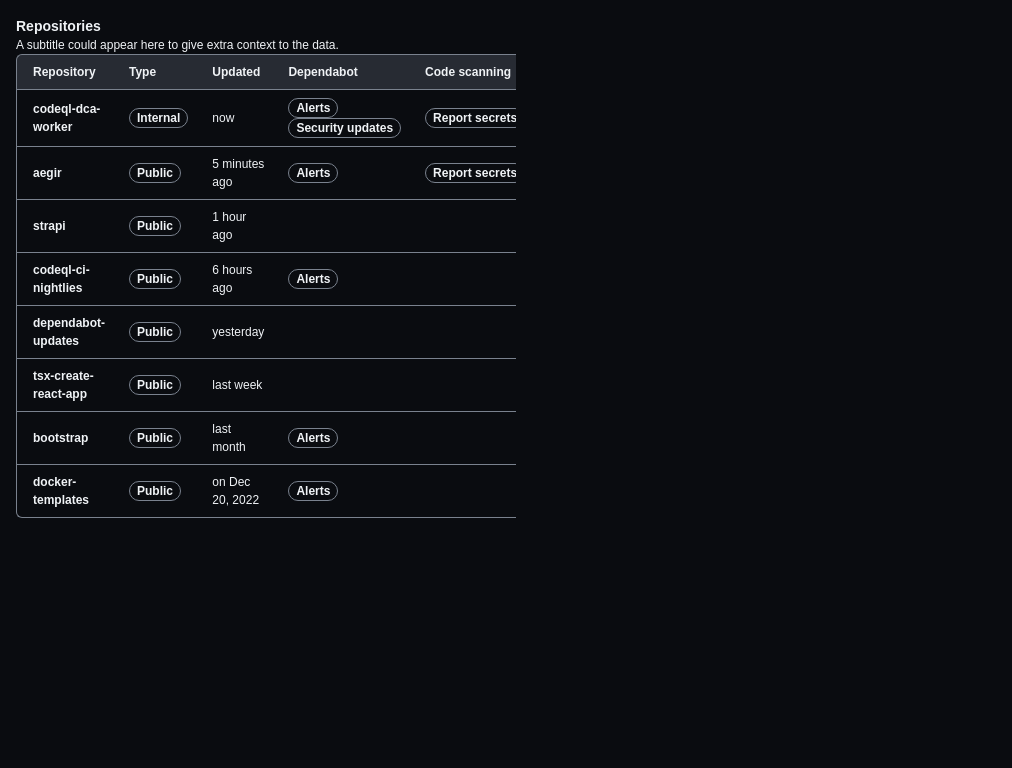 Repositories
A subtitle could appear here to give extra context to the data.
Repository Type Updated Dependabot Code scanning
codeql-dca-
worker
Internal
now
Alerts
Security updates
Report secrets
aegir
Public
5 minutes
ago
Alerts
Report secrets
strapi
Public
1 hour
ago
codeql-ci-
nightlies
Public
6 hours
ago
Alerts
dependabot-
updates
Public
yesterday
tsx-create-
react-app
Public
last week
bootstrap
Public
last
month
Alerts
docker-
templates
Public
on Dec
20, 2022
Alerts